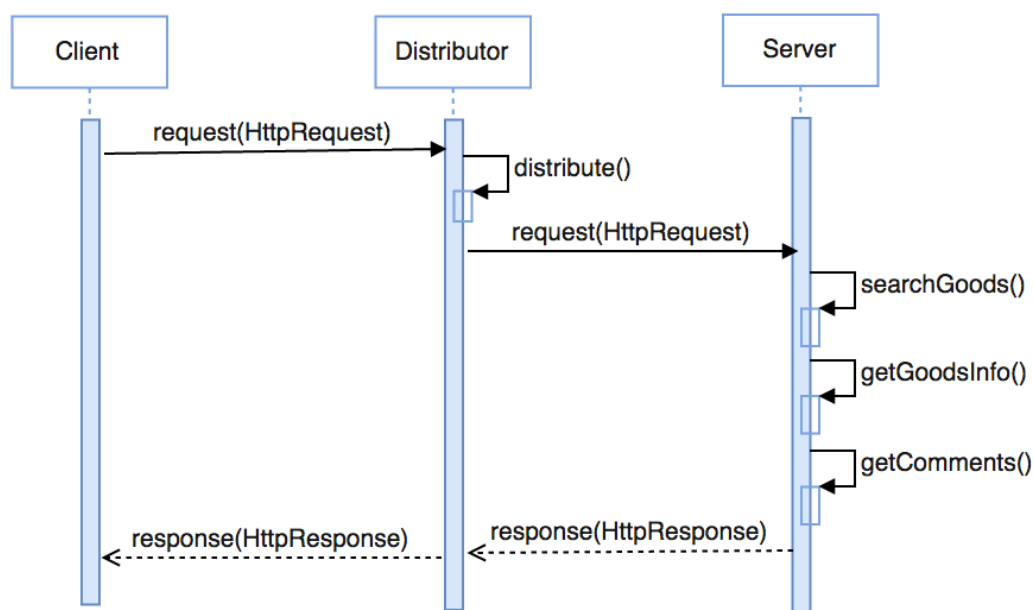 Client
Distributor
Server
request(HttpRequest)
distribute()
request(HttpRequest)
searchGoods()
getGoodsInfo()
getComments()
response(HttpResponse)
response(HttpResponse)